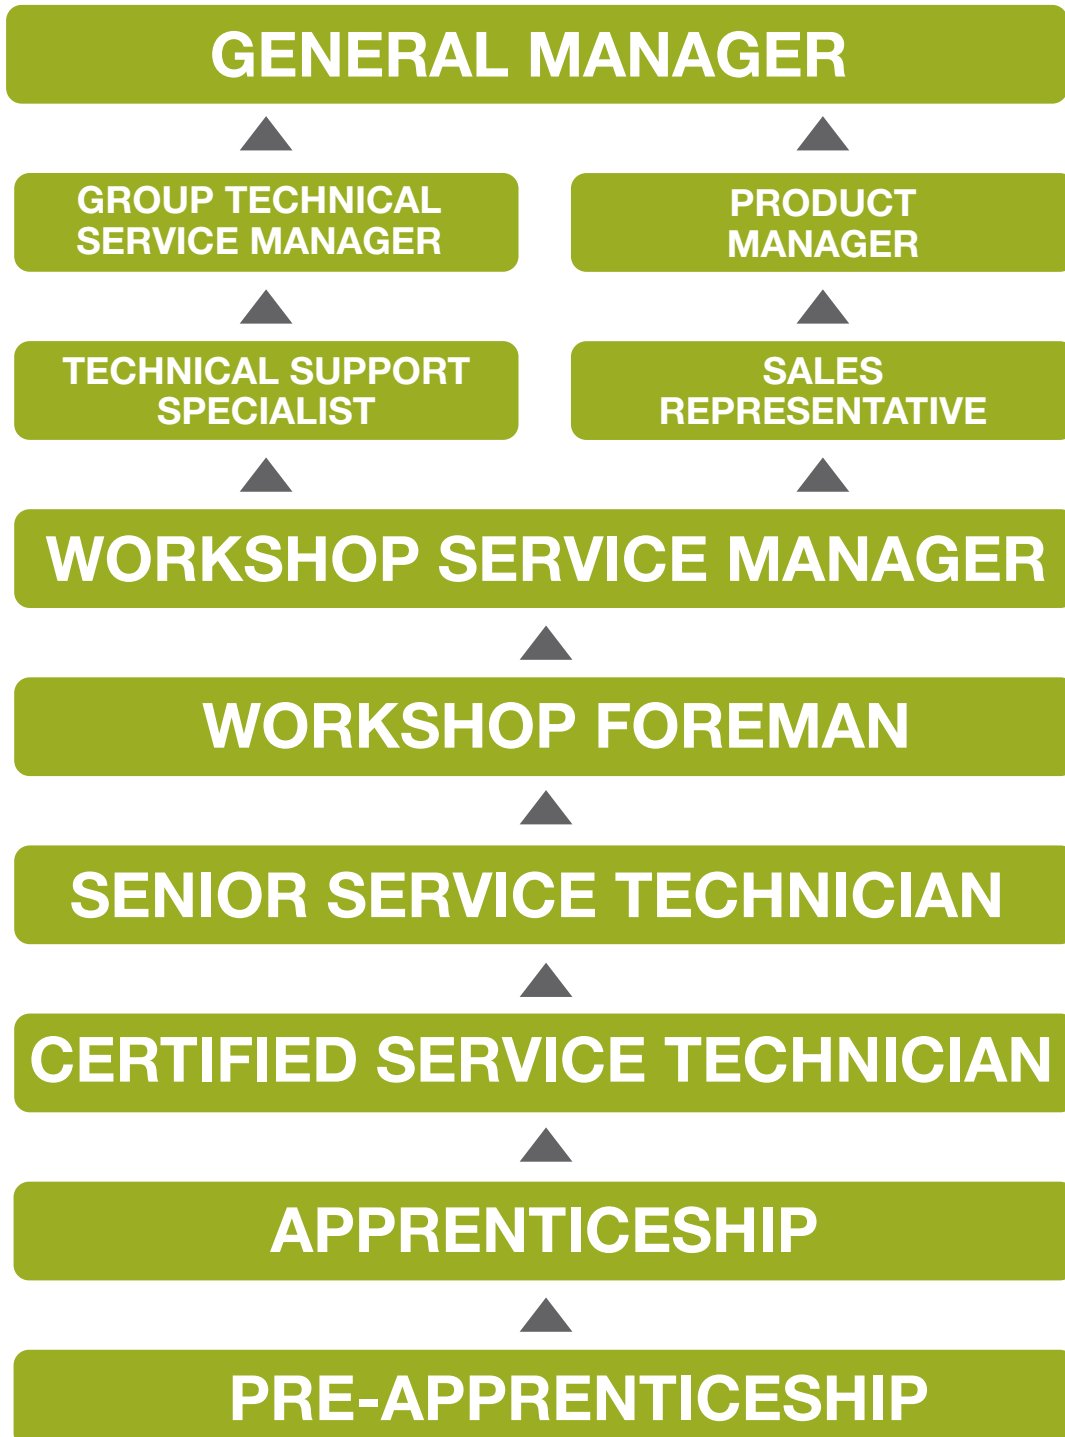 GENERAL MANAGER
GROUP TECHNICAL
SERVICE MANAGER
PRODUCT
MANAGER
TECHNICAL SUPPORT
SPECIALIST
SALES
REPRESENTATIVE
WORKSHOP SERVICE MANAGER
WORKSHOP FOREMAN
SENIOR SERVICE TECHNICIAN
CERTIFIED SERVICE TECHNICIAN
APPRENTICESHIP
PRE-APPRENTICESHIP